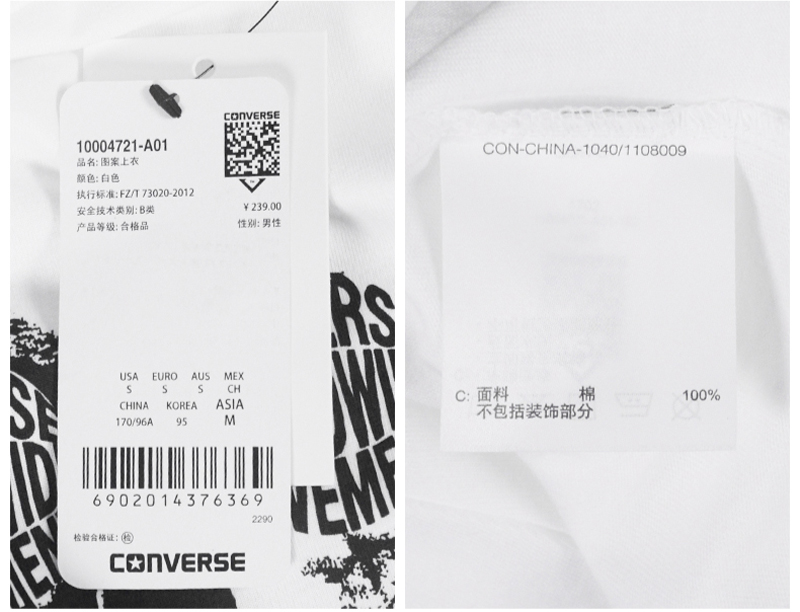 CONVERSE
10004721-A01
品名: 图案上衣
颜色: 白色
执行标准: FZ/T 73020-2012
安全技术类别: B类
产品等级: 合格品
¥ 239.00
性别: 男性
USA EURO AUS MEX
S S S CH
CHINA KOREA ASIA
170/96A 95 M
6902014376369
2290
检验合格证: 检
CONVERSE
CON-CHINA-1040/1108009
C: 面料 棉 100%
不包括装饰部分